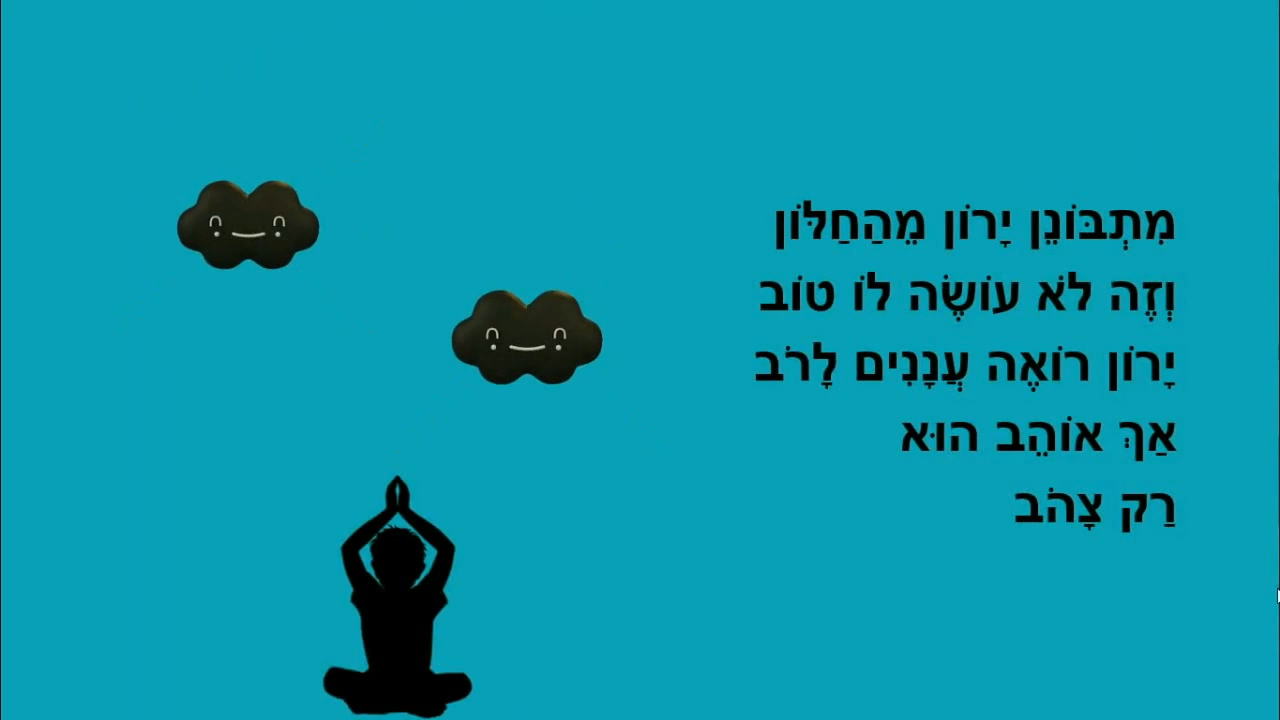 מִתְבּוֹנֵן יָרוֹן מֵהַחַלּוֹן
וְזֶה לֹא עוֹשֶׂה לוֹ טוֹב
יָרוֹן רוֹאֶה עֲנָנִים לָרֹב
אַךְ אוֹהֵב הוּא
רַק צָהֹב